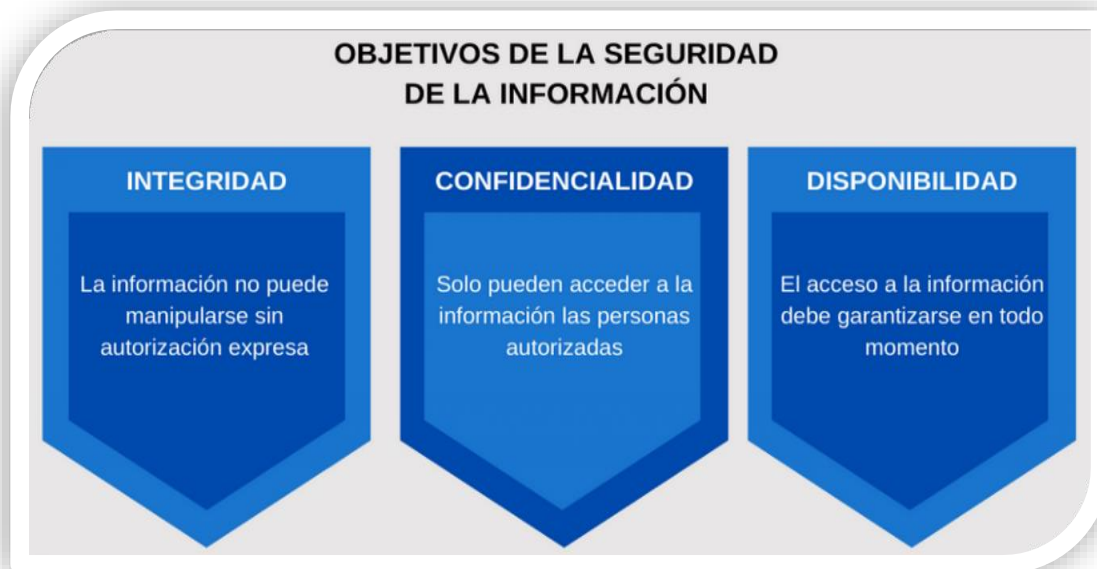 OBJETIVOS DE LA SEGURIDAD
DE LA INFORMACIÓN
INTEGRIDAD
La información no puede
manipularse sin
autorización expresa
CONFIDENCIALIDAD
Solo pueden acceder a la
información las personas
autorizadas
DISPONIBILIDAD
El acceso a la información
debe garantizarse en todo
momento